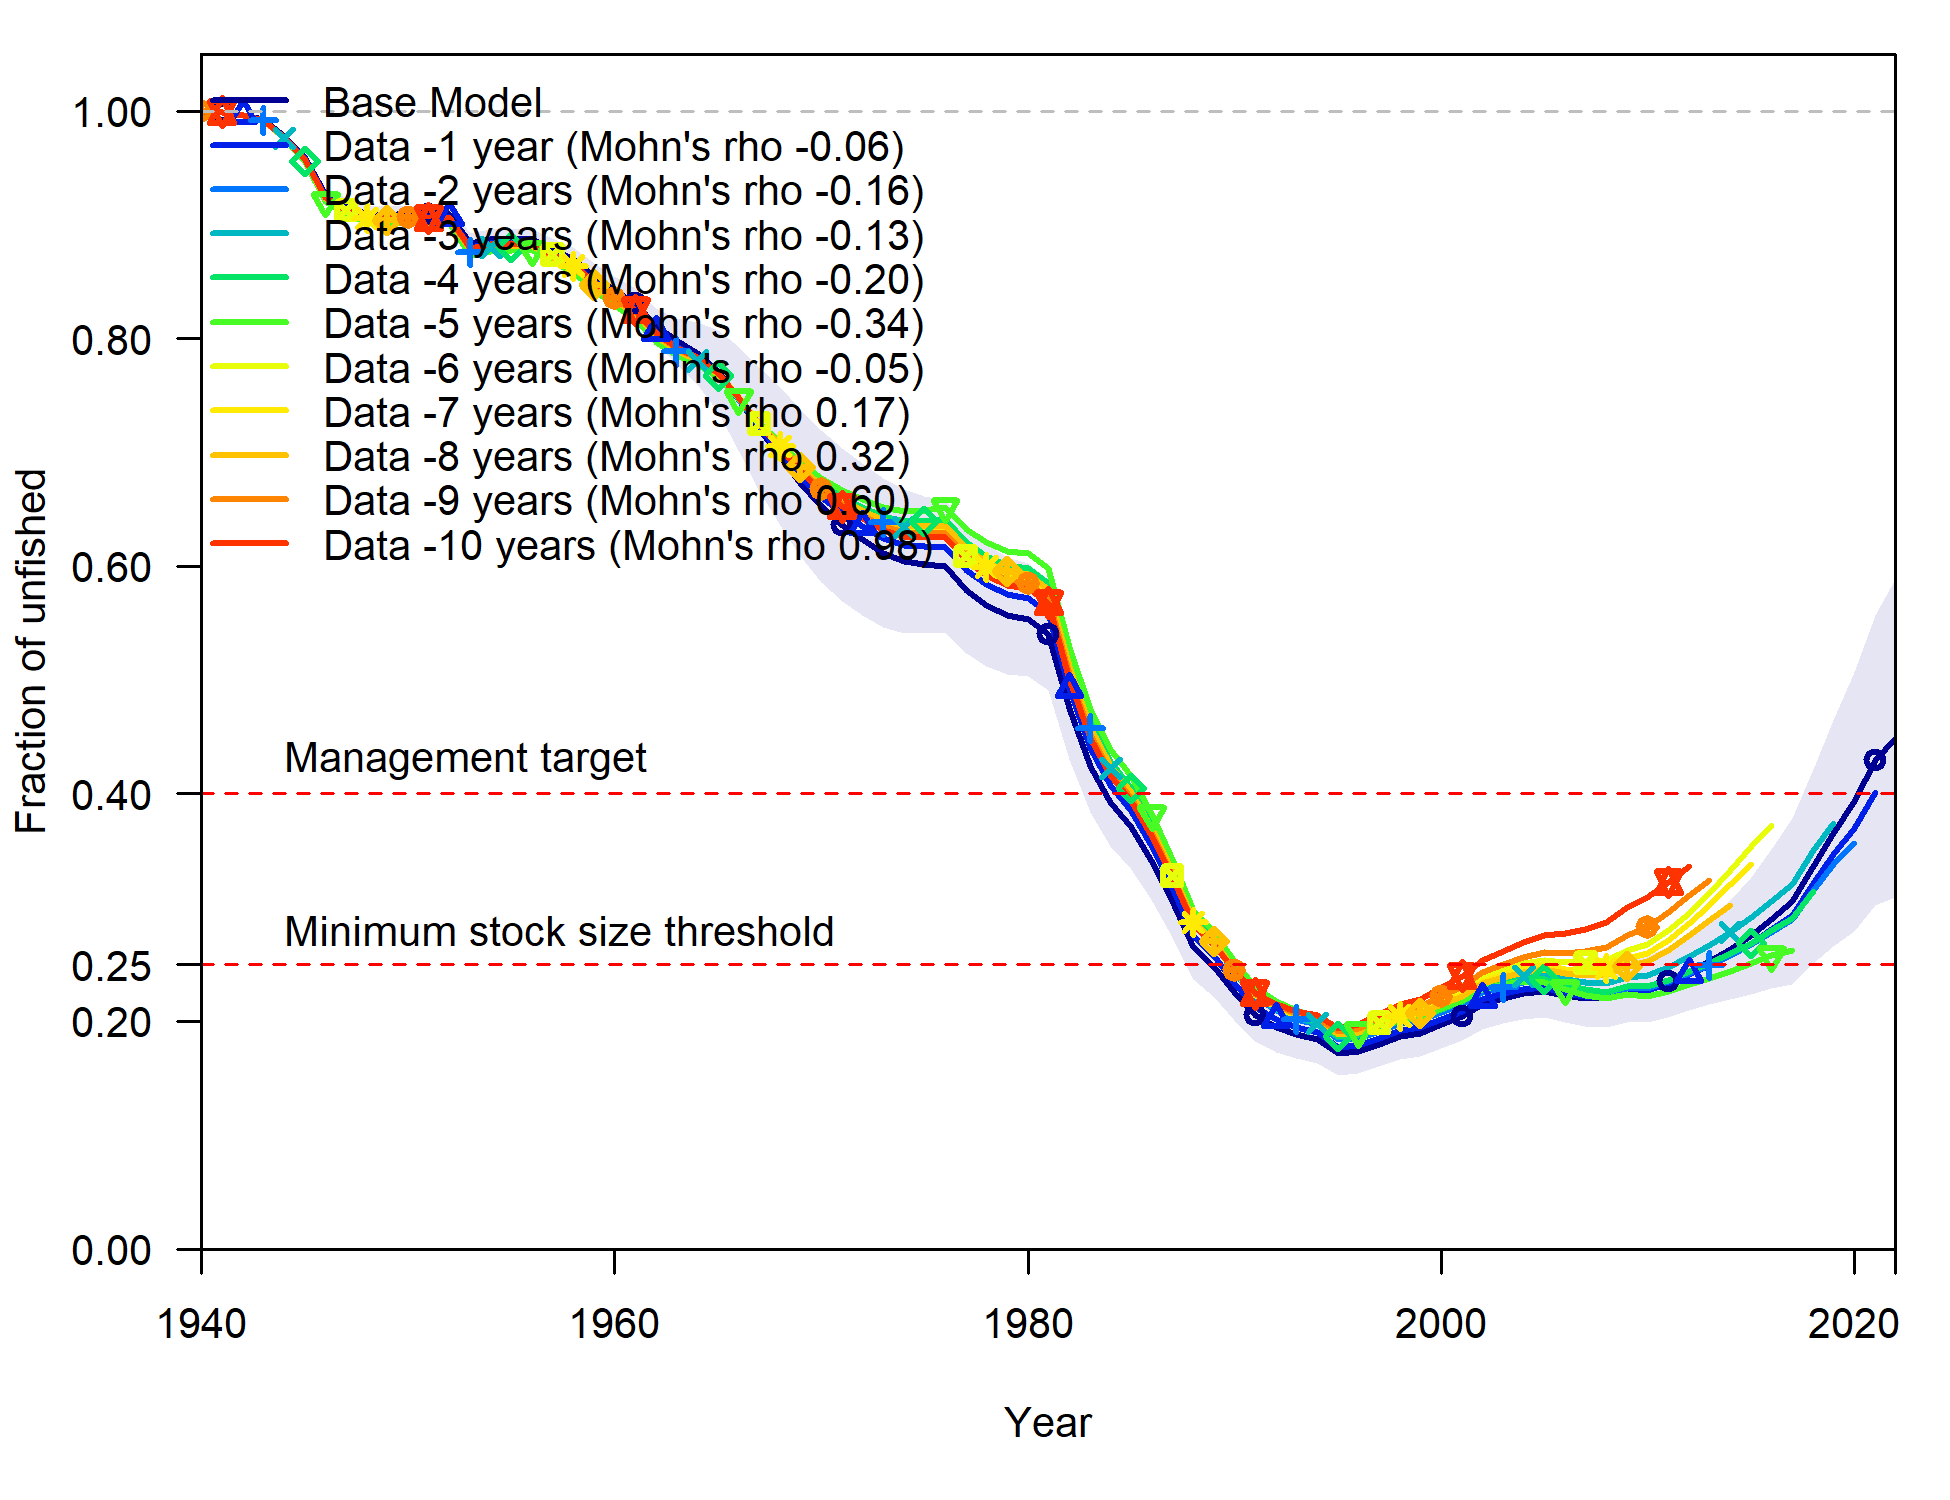 1.00
0.80
0.60
0.40
0.25
0.20
0.00
Fraction of unfished
Base Model
Data -1 year (Mohn's rho -0.06)
Data -2 years (Mohn's rho -0.16)
Data -3 years (Mohn's rho -0.13)
Data -4 years (Mohn's rho -0.20)
Data -5 years (Mohn's rho -0.34)
Data -6 years (Mohn's rho -0.05)
Data -7 years (Mohn's rho 0.17)
Data -8 years (Mohn's rho 0.32)
Data -9 years (Mohn's rho 0.60)
Data -10 years (Mohn's rho 0.98)
Management target
Minimum stock size threshold
1940 1960 1980 2000 2020
Year